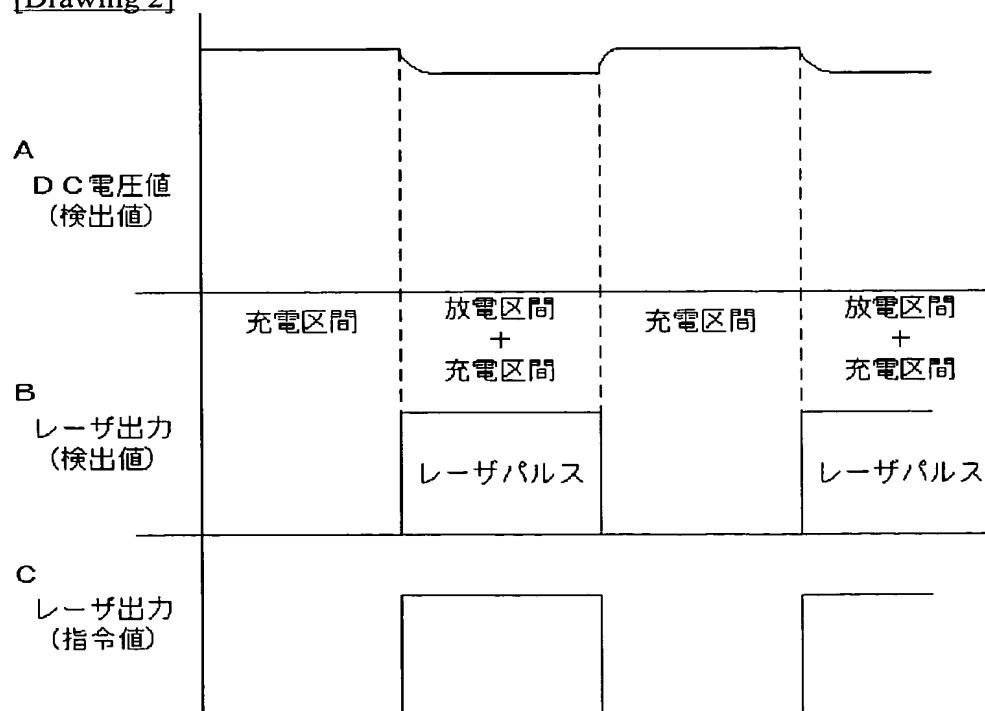 [Drawing 2]
A
DC電圧値
(検出値)
充電区間
放電区間
+
充電区間
充電区間
放電区間
+
充電区間
B
レーザ出力
(検出値)
レーザパルス
レーザパルス
C
レーザ出力
(指令値)